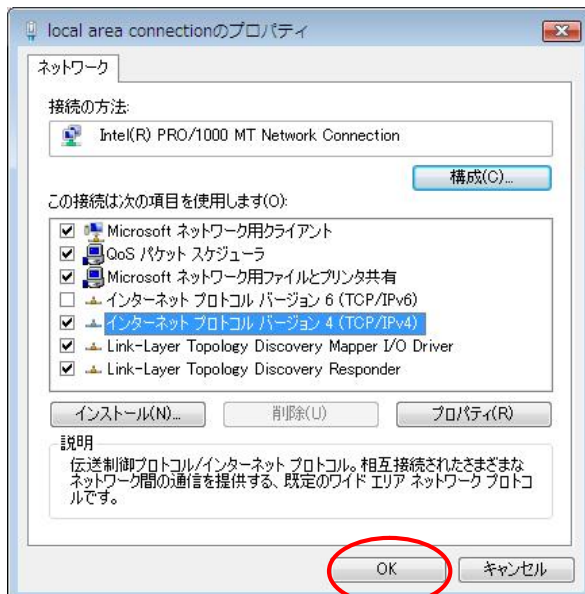 local area connectionのプロパティ
ネットワーク
接続の方法:
Intel(R) PRO/1000 MT Network Connection
構成(C)...
この接続は次の項目を使用します(O):
Microsoft ネットワーク用クライアント
QoS パケット スケジューラ
Microsoft ネットワーク用ファイルとプリンタ共有
インターネット プロトコル バージョン 6 (TCP/IPv6)
インターネット プロトコル バージョン 4 (TCP/IPv4)
Link-Layer Topology Discovery Mapper I/O Driver
Link-Layer Topology Discovery Responder
インストール(N)...
削除(U)
プロパティ(R)
説明
伝送制御プロトコル/インターネット プロトコル。相互接続されたさまざまな
ネットワーク間の通信を提供する、既定のワイド エリア ネットワーク プロトコ
ルです。
OK
キャンセル